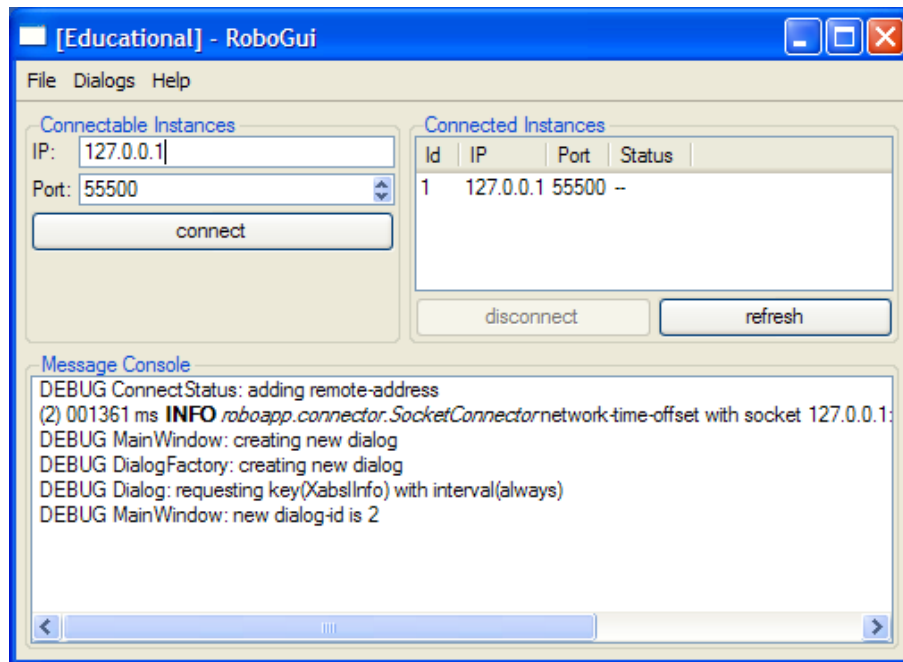 [Educational] - RoboGui
File Dialogs Help
Connectable Instances
IP: 127.0.0.1
Port: 55500
connect
Connected Instances
Id IP Port Status
1 127.0.0.1 55500 --
disconnect refresh
Message Console
DEBUG ConnectStatus: adding remote-address
(2) 001361 ms INFO roboapp.connector.SocketConnectornetwork-time-offset with socket 127.0.0.1:
DEBUG MainWindow: creating new dialog
DEBUG DialogFactory: creating new dialog
DEBUG Dialog: requesting key(XabslInfo) with interval(always)
DEBUG MainWindow: new dialog-id is 2